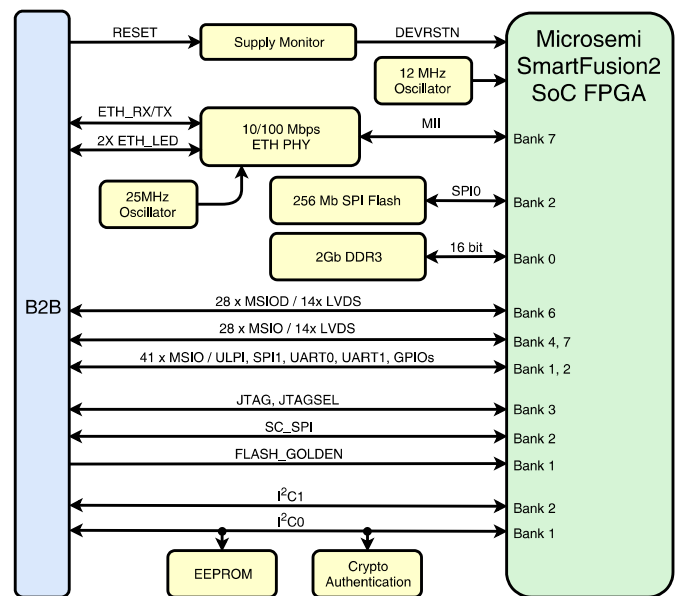 RESET
Supply Monitor
DEVRSTN
Microsemi
SmartFusion2
SoC FPGA
12 MHz
Oscillator
ETH_RX/TX
2X ETH_LED
10/100 Mbps
ETH PHY
MII
Bank 7
25MHz
Oscillator
256 Mb SPI Flash
SPI0
Bank 2
2Gb DDR3
16 bit
Bank 0
B2B
28 x MSIOD / 14x LVDS
Bank 6
28 x MSIO / 14x LVDS
Bank 4, 7
41 x MSIO / ULPI, SPI1, UART0, UART1, GPIOs
Bank 1, 2
JTAG, JTAGSEL
Bank 3
SC_SPI
Bank 2
FLASH_GOLDEN
Bank 1
I²C1
Bank 2
I²C0
Bank 1
EEPROM
Crypto
Authentication